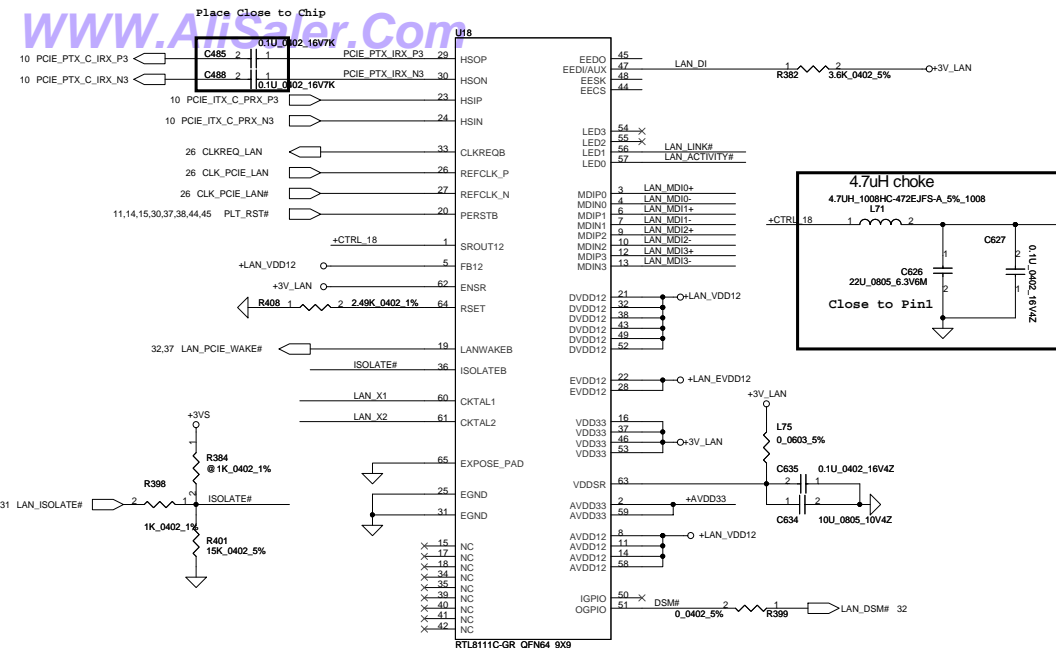 Place Close to Chip
WWW.AliSaler.Com
U18
0.1U_0402_16V7K
C485 2 1
10 PCIE_PTX_C_IRX_P3
PCIE_PTX_IRX_P3 29 HSOP
10 PCIE_PTX_C_IRX_N3
C488 2 1
PCIE_PTX_IRX_N3 30 HSON
0.1U_0402_16V7K
10 PCIE_ITX_C_PRX_P3 23 HSIP
10 PCIE_ITX_C_PRX_N3 24 HSIN
26 CLKREQ_LAN 33 CLKREQB
26 CLK_PCIE_LAN 26 REFCLK_P
26 CLK_PCIE_LAN# 27 REFCLK_N
11,14,15,30,37,38,44,45 PLT_RST# 20 PERSTB
+CTRL_18 1 SROUT12
+LAN_VDD12 5 FB12
+3V_LAN 62 ENSR
R408 1 2 2.49K_0402_1% 64 RSET
32,37 LAN_PCIE_WAKE# 19 LANWAKEB
ISOLATE# 36 ISOLATEB
LAN_X1 60 CKTAL1
LAN_X2 61 CKTAL2
65 EXPOSE_PAD
25 EGND
31 EGND
15 NC
17 NC
18 NC
34 NC
35 NC
39 NC
40 NC
41 NC
42 NC
RTL8111C-GR_QFN64_9X9
+3VS
1
R384
@1K_0402_1%
2
R398
31 LAN_ISOLATE# 2 1 ISOLATE#
1K_0402_1%
R401
15K_0402_5%
EEDO 45
EEDI/AUX 47 LAN_DI
R382 1 2 3.6K_0402_5% +3V_LAN
EESK 48
EECS 44
LED3 54
LED2 55
LED1 56 LAN_LINK#
LED0 57 LAN_ACTIVITY#
MDIP0 3 LAN_MDI0+
MDIN0 4 LAN_MDI0-
MDIP1 6 LAN_MDI1+
MDIN1 7 LAN_MDI1-
MDIP2 9 LAN_MDI2+
MDIN2 10 LAN_MDI2-
MDIP3 12 LAN_MDI3+
MDIN3 13 LAN_MDI3-
DVDD12 21 +LAN_VDD12
DVDD12 32
DVDD12 38
DVDD12 43
DVDD12 49
DVDD12 52
EVDD12 22 +LAN_EVDD12
EVDD12 28
VDD33 16
VDD33 37
VDD33 46 +3V_LAN
VDD33 53
VDDSR 63
AVDD33 2 +AVDD33
AVDD33 59
AVDD12 8 +LAN_VDD12
AVDD12 11
AVDD12 14
AVDD12 58
IGPIO 50
OGPIO 51 DSM# 2 1 LAN_DSM# 32
0_0402_5% R399
4.7uH choke
4.7UH_1008HC-472EJFS-A_5%_1008
L71
+CTRL_18 1 2
C626
22U_0805_6.3V6M
1
2
C627
2
1
0.1U_0402_16V4Z
Close to Pin1
+3V_LAN
L75
0_0603_5%
C635 0.1U_0402_16V4Z
2 1
1 2
C634 10U_0805_10V4Z